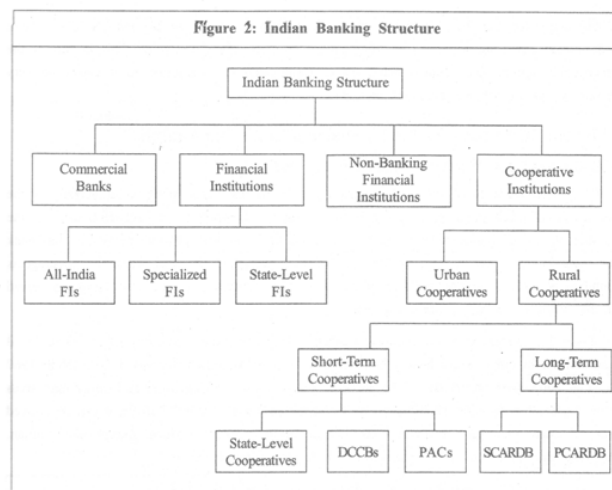 Figure 2: Indian Banking Structure
Indian Banking Structure
Commercial
Banks
Financial
Institutions
Non-Banking
Financial
Institutions
Cooperative
Institutions
All-India
FIs
Specialized
FIs
State-Level
FIs
Urban
Cooperatives
Rural
Cooperatives
Short-Term
Cooperatives
Long-Term
Cooperatives
State-Level
Cooperatives
DCCBs
PACs
SCARDB
PCARDB